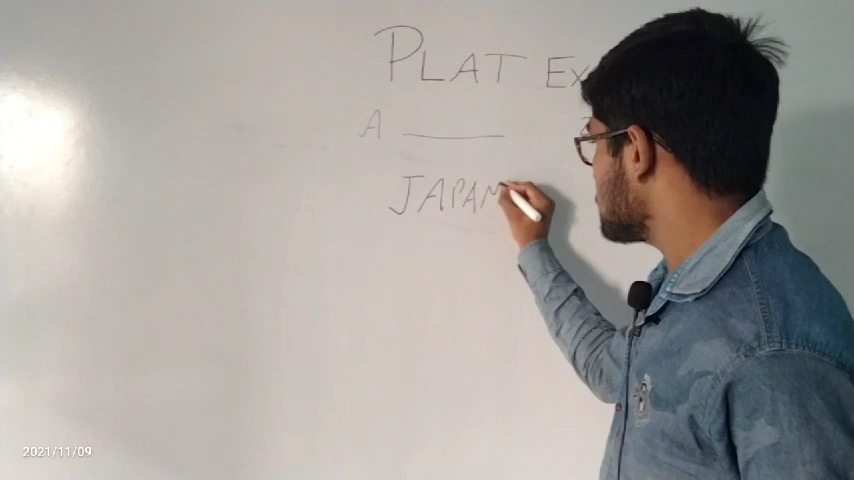 PLAT EX
A ____
JAPAN
2021/11/09